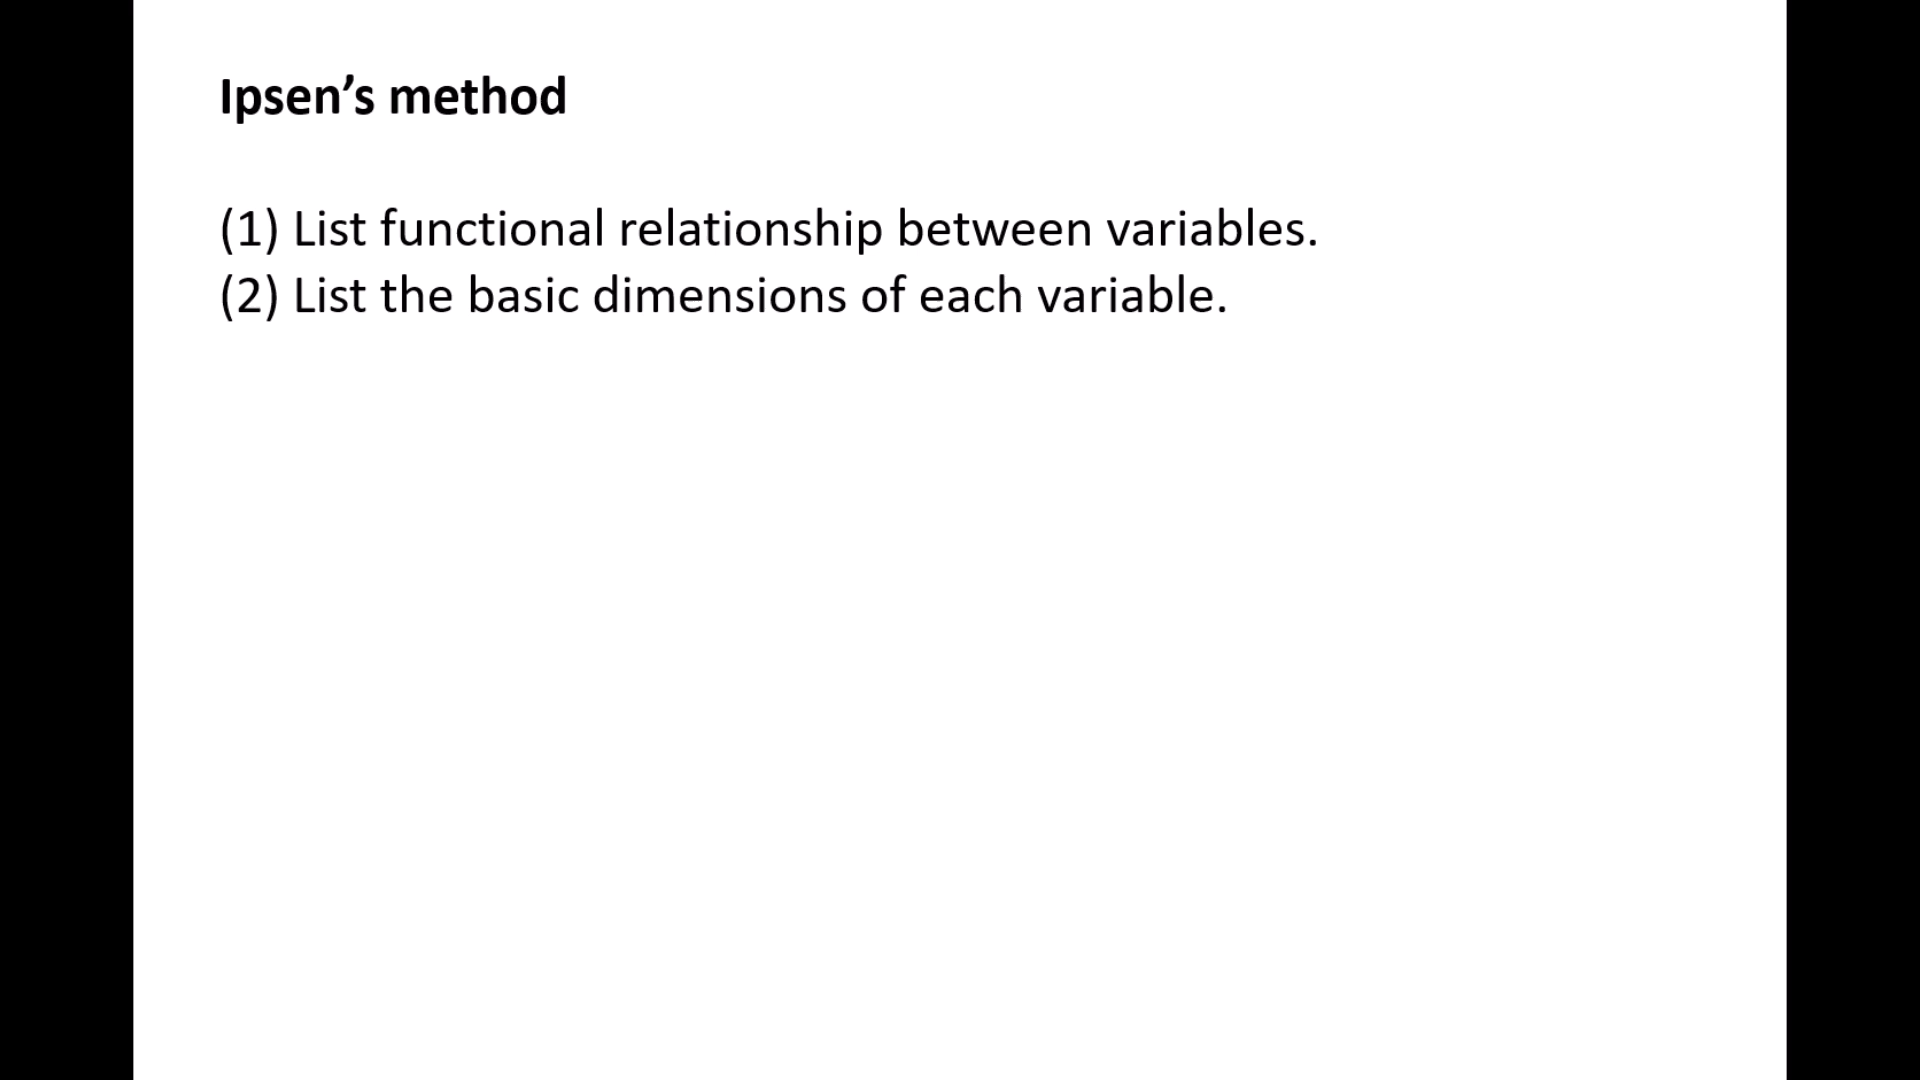 Ipsen’s method
(1) List functional relationship between variables.
(2) List the basic dimensions of each variable.